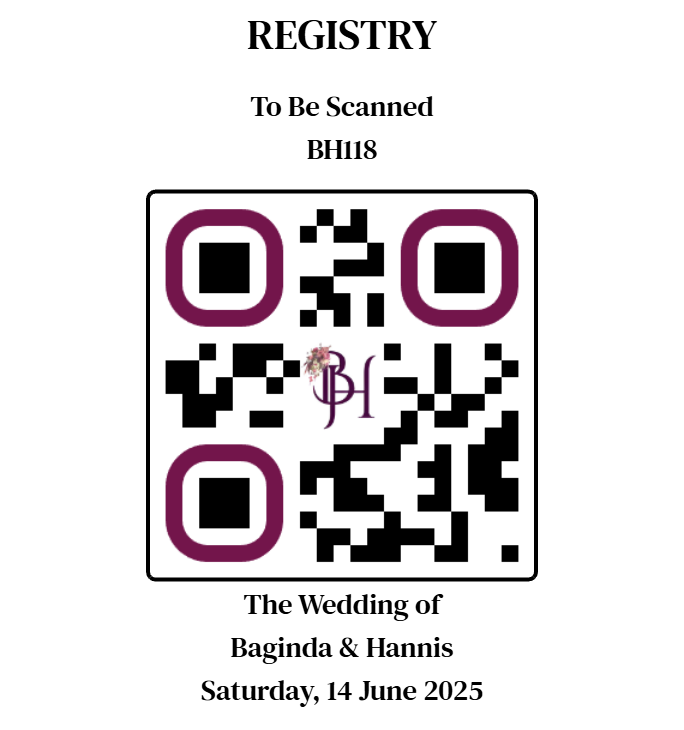 REGISTRY
To Be Scanned
BH118
BH
The Wedding of
Baginda & Hannis
Saturday, 14 June 2025